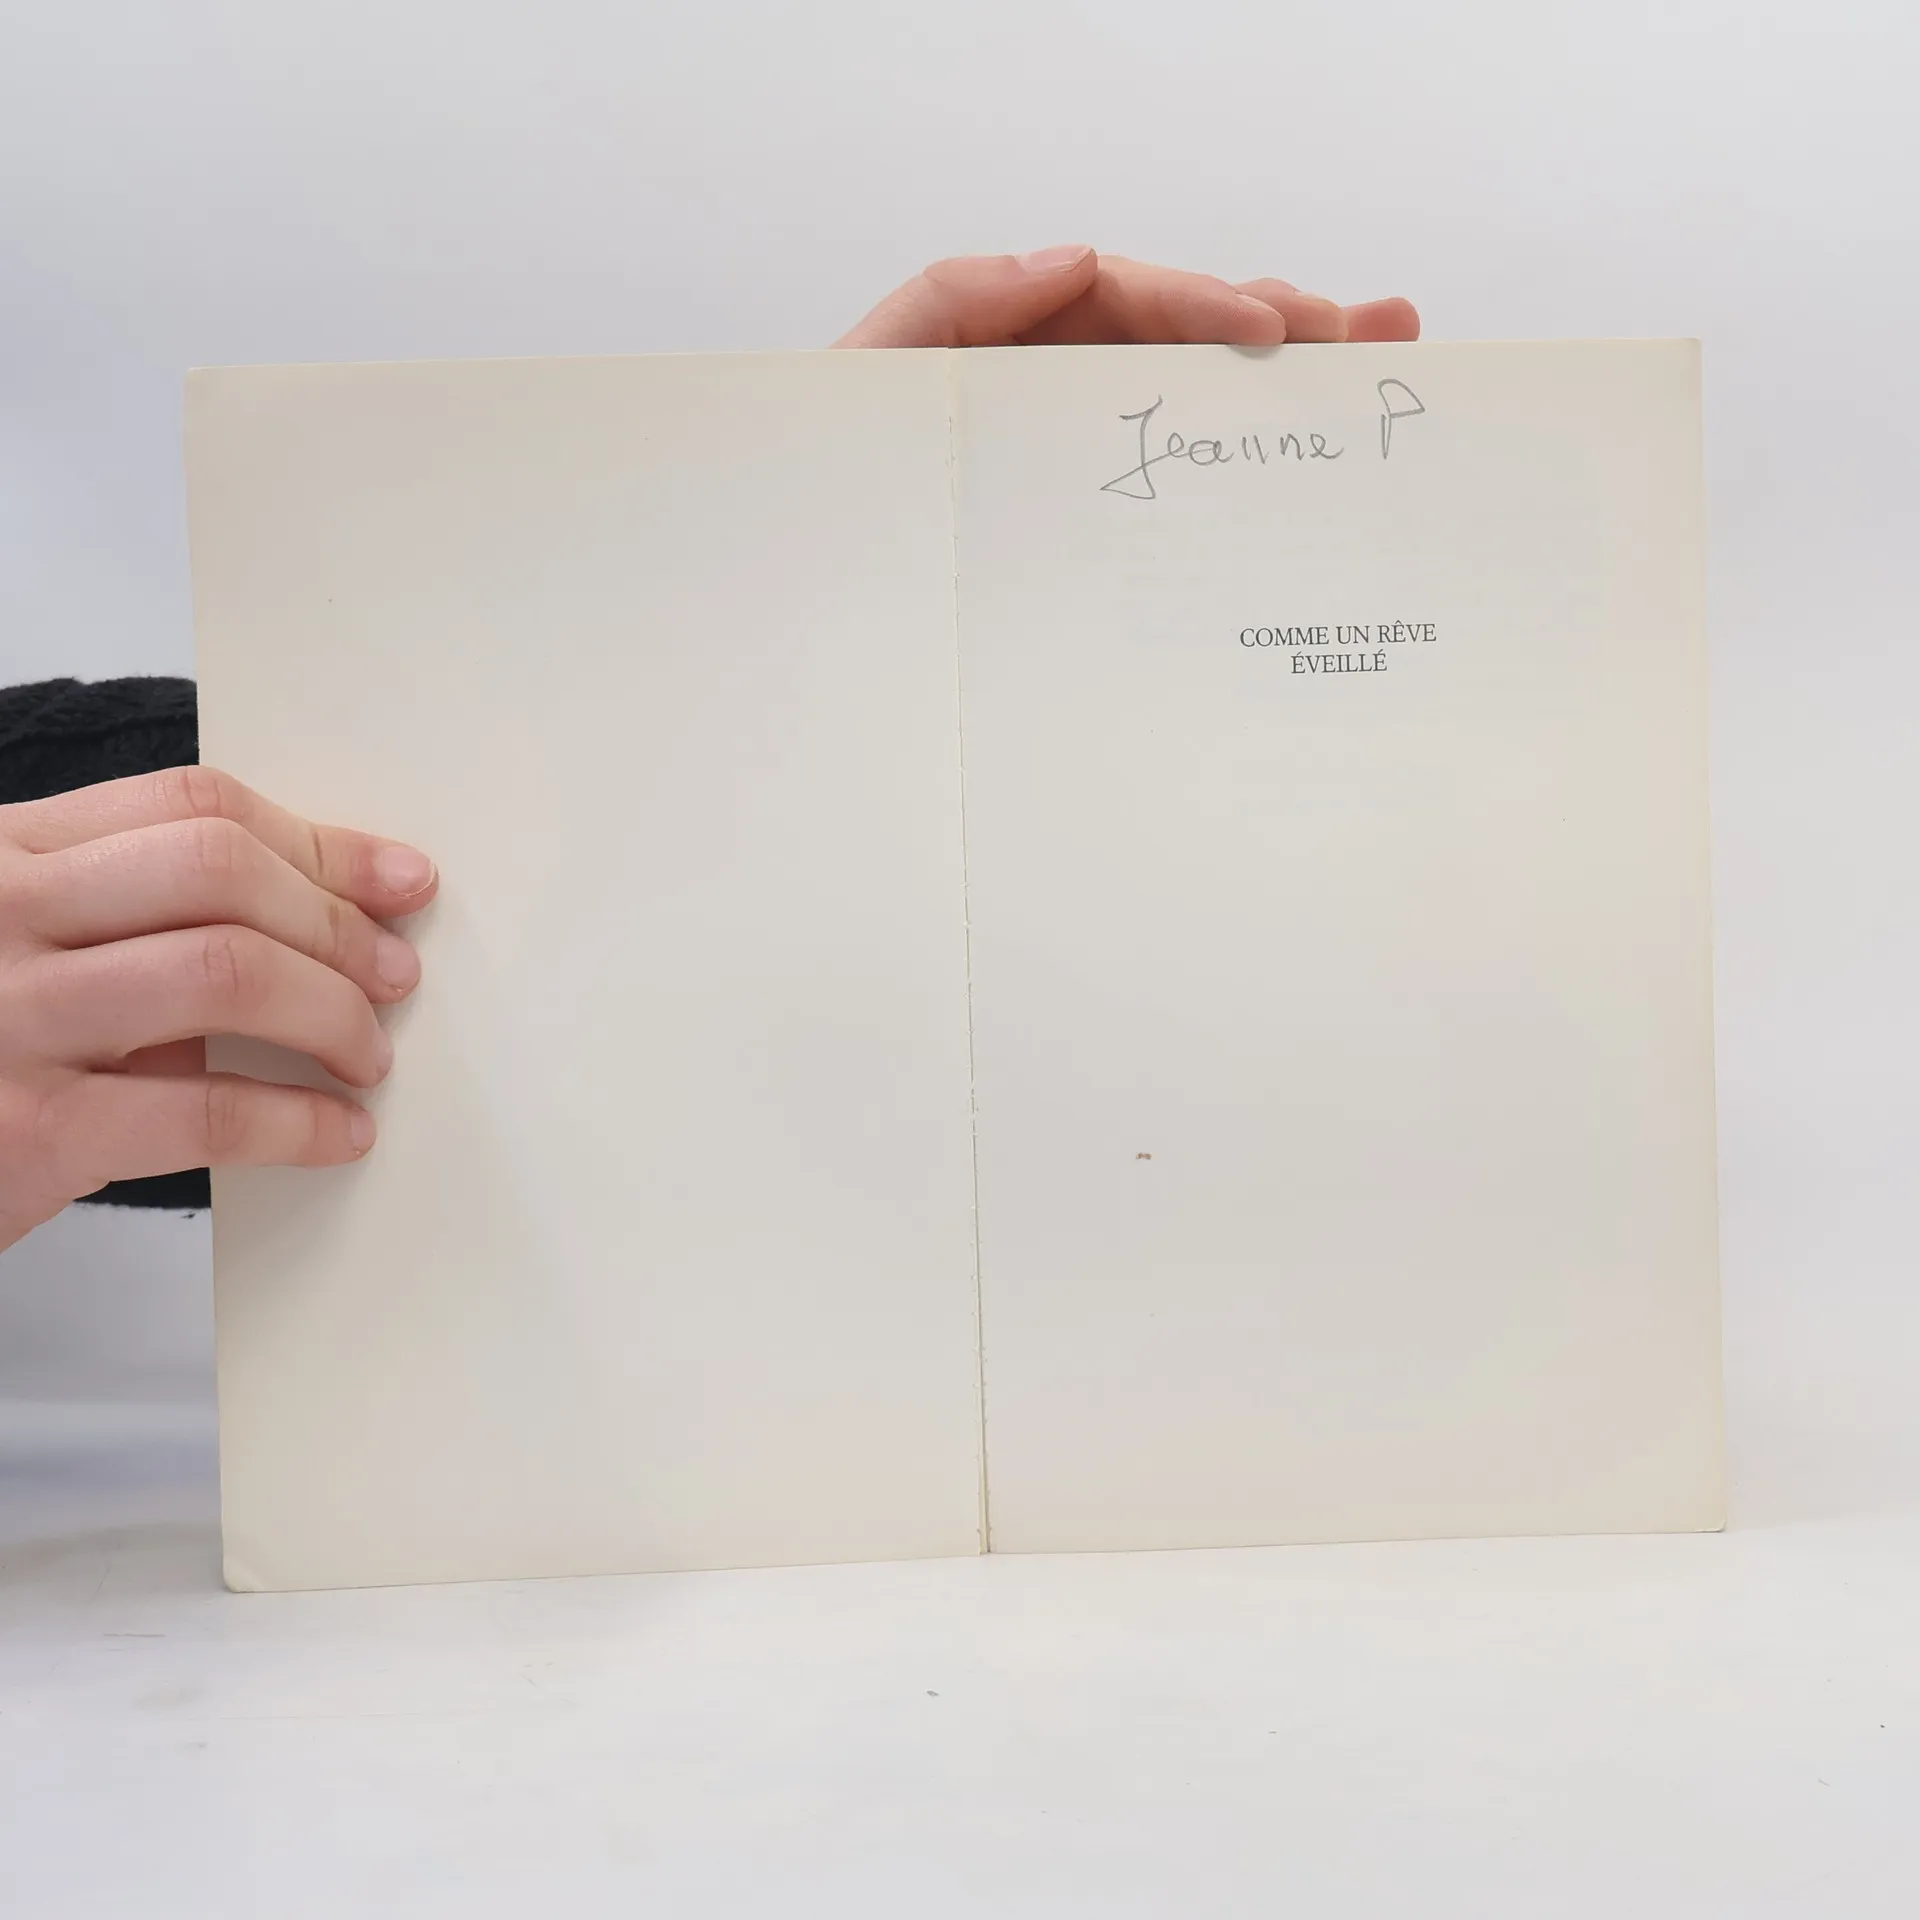 Jeanne P
COMME UN RÊVE
ÉVEILLÉ